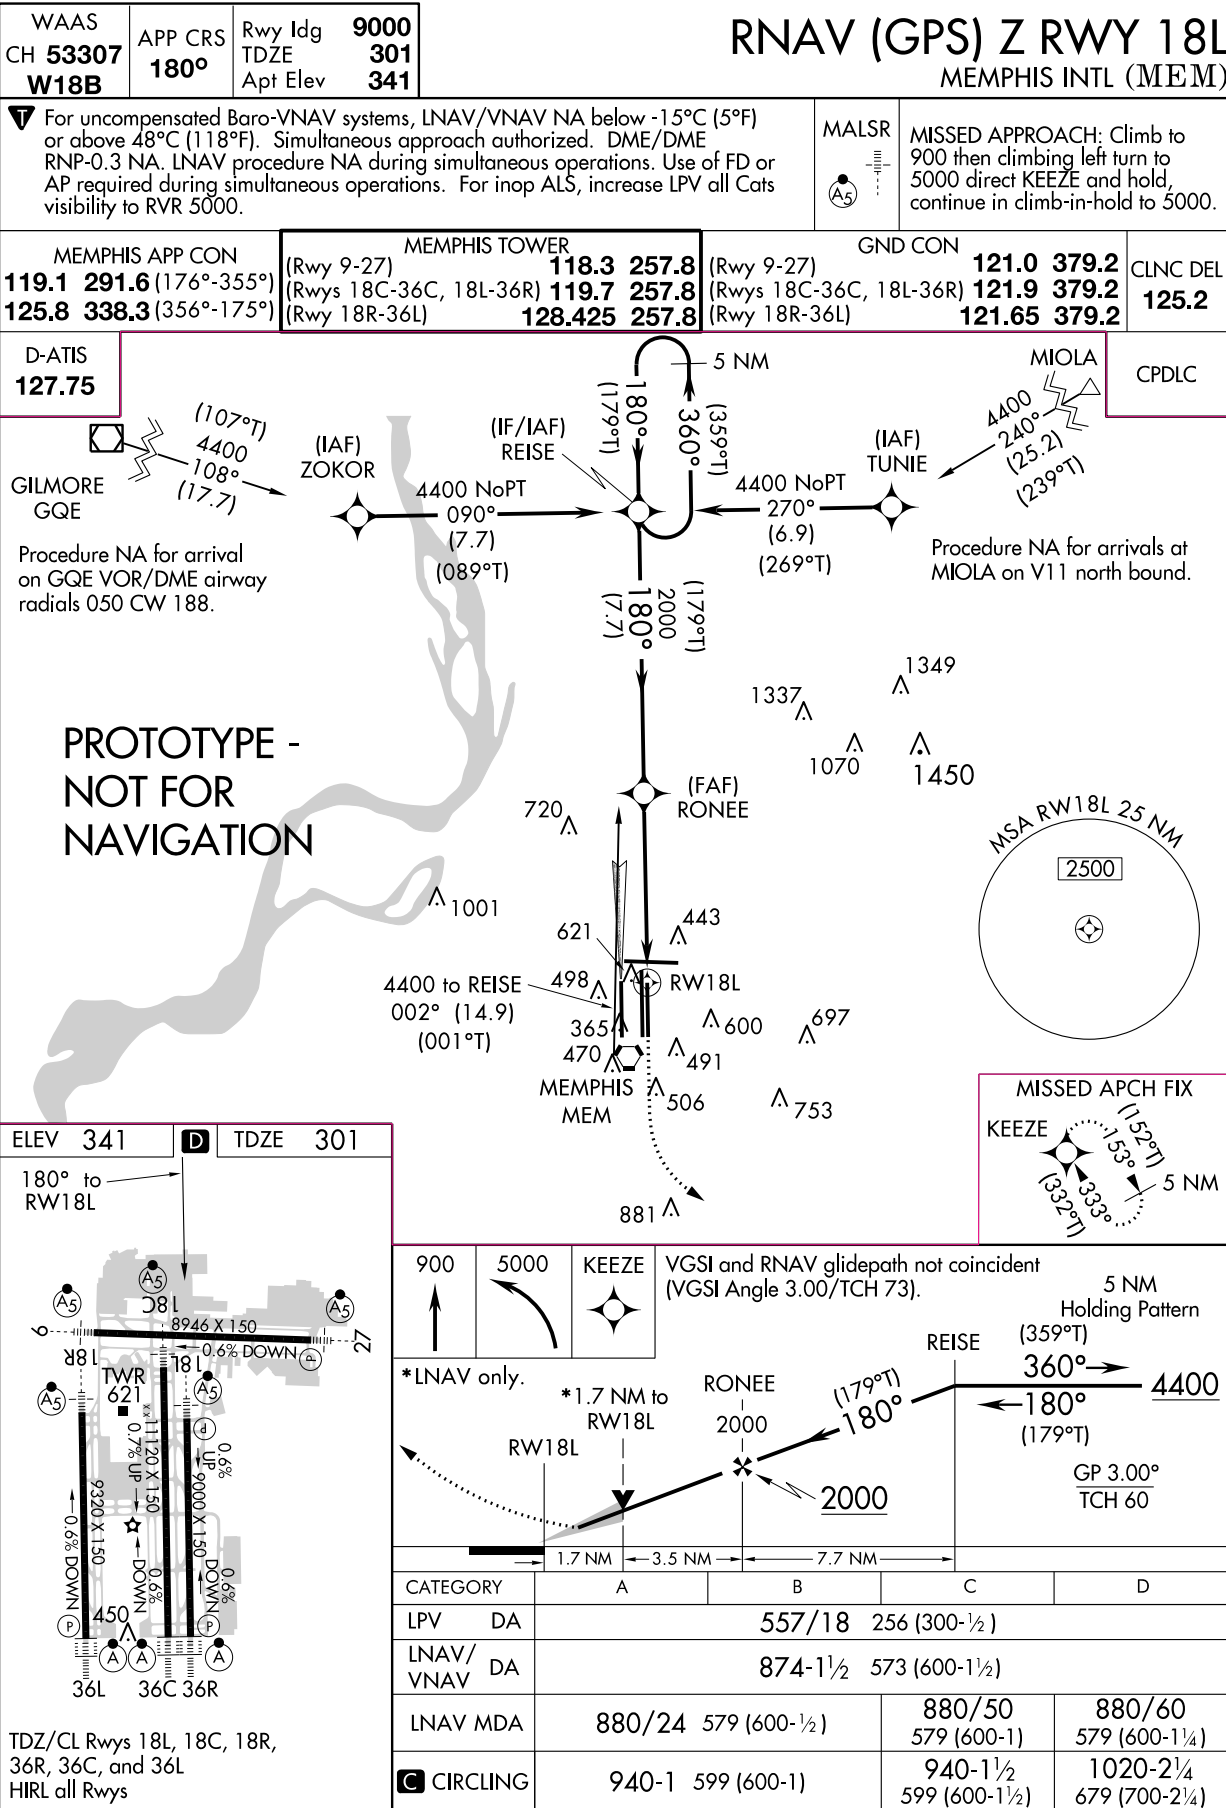 WAAS
CH 53307
W18B
APP CRS
180°
Rwy ldg 9000
TDZE 301
Apt Elev 341
RNAV (GPS) Z RWY 18L
MEMPHIS INTL (MEM)
T
For uncompensated Baro-VNAV systems, LNAV/VNAV NA below -15°C (5°F)
or above 48°C (118°F). Simultaneous approach authorized. DME/DME
RNP-0.3 NA. LNAV procedure NA during simultaneous operations. Use of FD or
AP required during simultaneous operations. For inop ALS, increase LPV all Cats
visibility to RVR 5000.
MALSR
A5
MISSED APPROACH: Climb to
900 then climbing left turn to
5000 direct KEEZE and hold,
continue in climb-in-hold to 5000.
MEMPHIS APP CON
119.1 291.6 (176°-355°)
125.8 338.3 (356°-175°)
MEMPHIS TOWER
(Rwy 9-27) 118.3 257.8
(Rwys 18C-36C, 18L-36R) 119.7 257.8
(Rwy 18R-36L) 128.425 257.8
GND CON
(Rwy 9-27) 121.0 379.2
(Rwys 18C-36C, 18L-36R) 121.9 379.2
(Rwy 18R-36L) 121.65 379.2
CLNC DEL
125.2
D-ATIS
127.75
CPDLC
5 NM
180°
(179°T)
360°
(359°T)
MIOLA
4400
240°
(25.2)
(239°T)
(107°T)
4400
108°
(17.7)
GILMORE
GQE
(IAF)
ZOKOR
(IF/IAF)
REISE
(IAF)
TUNIE
4400 NoPT
090°
(7.7)
(089°T)
4400 NoPT
270°
(6.9)
(269°T)
Procedure NA for arrival
on GQE VOR/DME airway
radials 050 CW 188.
Procedure NA for arrivals at
MIOLA on V11 north bound.
(179°T)
2000
180°
(7.7)
1349
1337
1070
1450
PROTOTYPE -
NOT FOR
NAVIGATION
(FAF)
RONEE
720
MSA RW18L 25 NM
2500
1001
443
621
4400 to REISE
002° (14.9)
(001°T)
498
RW18L
365
600
697
470
491
MEMPHIS
MEM
506
753
881
MISSED APCH FIX
KEEZE
(152°T)
153°
333°
(332°T)
5 NM
ELEV 341
D
TDZE 301
180° to
RW18L
A5
A5
A5
18C
8946 X 150
9
27
0.6% DOWN
P
18R
18L
TWR
621
A5
A5
P
0.6%
UP
0.7% UP
11120 X 150
9320 X 150
9000 X 150
0.6% DOWN
DOWN
0.6%
DOWN
0.6%
P
450
P
A
A
A
36L
36C
36R
TDZ/CL Rwys 18L, 18C, 18R,
36R, 36C, and 36L
HIRL all Rwys
900
5000
KEEZE
VGSI and RNAV glidepath not coincident
(VGSI Angle 3.00/TCH 73).
5 NM
Holding Pattern
REISE
(359°T)
360°
4400
180°
(179°T)
*LNAV only.
*1.7 NM to
RW18L
RONEE
2000
(179°T)
180°
RW18L
2000
GP 3.00°
TCH 60
1.7 NM
3.5 NM
7.7 NM
CATEGORY A B C D
LPV DA 557/18 256 (300-½)
LNAV/
VNAV DA 874-1½ 573 (600-1½)
LNAV MDA 880/24 579 (600-½) 880/50 579 (600-1) 880/60 579 (600-1¼)
C CIRCLING 940-1 599 (600-1) 940-1½ 599 (600-1½) 1020-2¼ 679 (700-2¼)